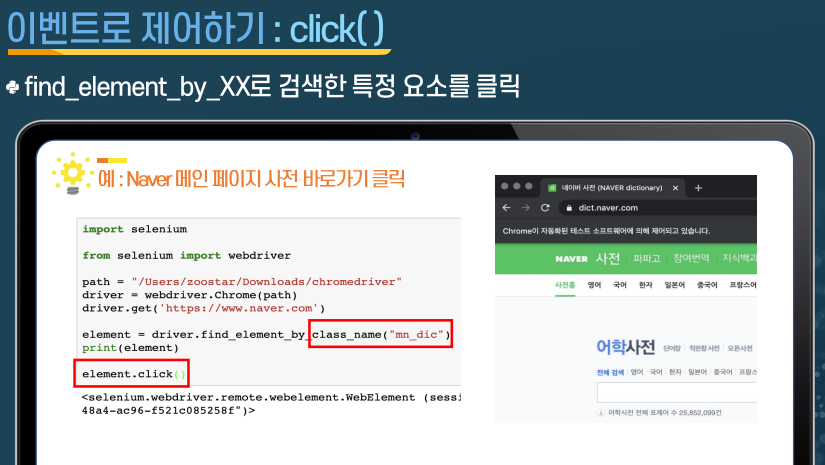 이벤트로 제어하기 : click( )
find_element_by_XX로 검색한 특정 요소를 클릭
예 : Naver 메인 페이지 사전 바로가기 클릭
import selenium
from selenium import webdriver
path = "/Users/zoostar/Downloads/chromedriver"
driver = webdriver.Chrome(path)
driver.get('https://www.naver.com')
element = driver.find_element_by_class_name("mn_dic")
print(element)
element.click()
<selenium.webdriver.remote.webelement.WebElement (sessi
48a4-ac96-f521c085258f")>
네이버 사전 (NAVER dictionary)
dict.naver.com
Chrome이 자동화된 테스트 소프트웨어에 의해 제어되고 있습니다.
NAVER 사전 파파고 참여번역 지식백과
사전홈 영어 국어 한자 일본어 중국어 프랑스어
어학사전 단어장 작은창 사전 오픈사전
전체 검색 영어 국어 한자 일본어 중국어 프랑스
어학사전 전체 표제어 수 25,852,099건